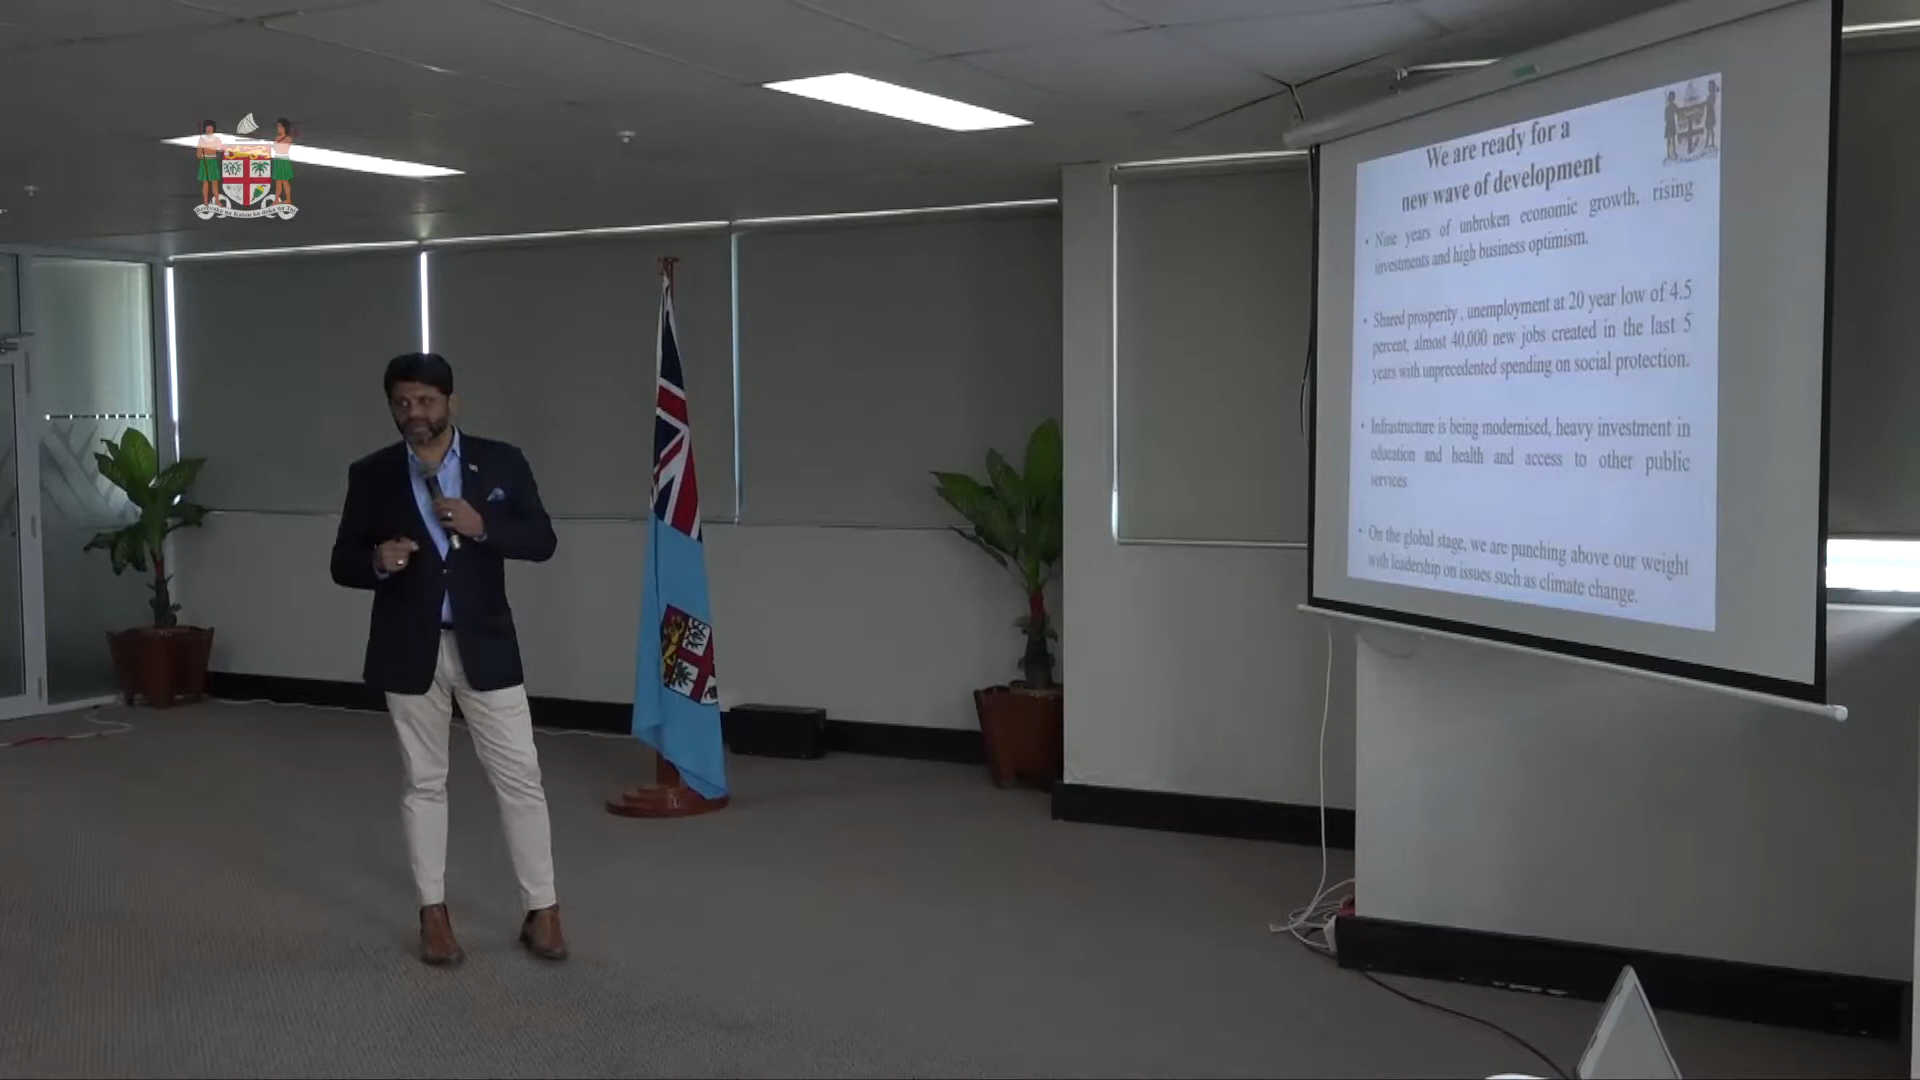 We are ready for a
new wave of development
• Nine years of unbroken economic growth, rising
investments and high business optimism.
• Shared prosperity , unemployment at 20 year low of 4.5
percent, almost 40,000 new jobs created in the last 5
years with unprecedented spending on social protection.
• Infrastructure is being modernised, heavy investment in
education and health and access to other public
services.
• On the global stage, we are punching above our weight
with leadership on issues such as climate change.